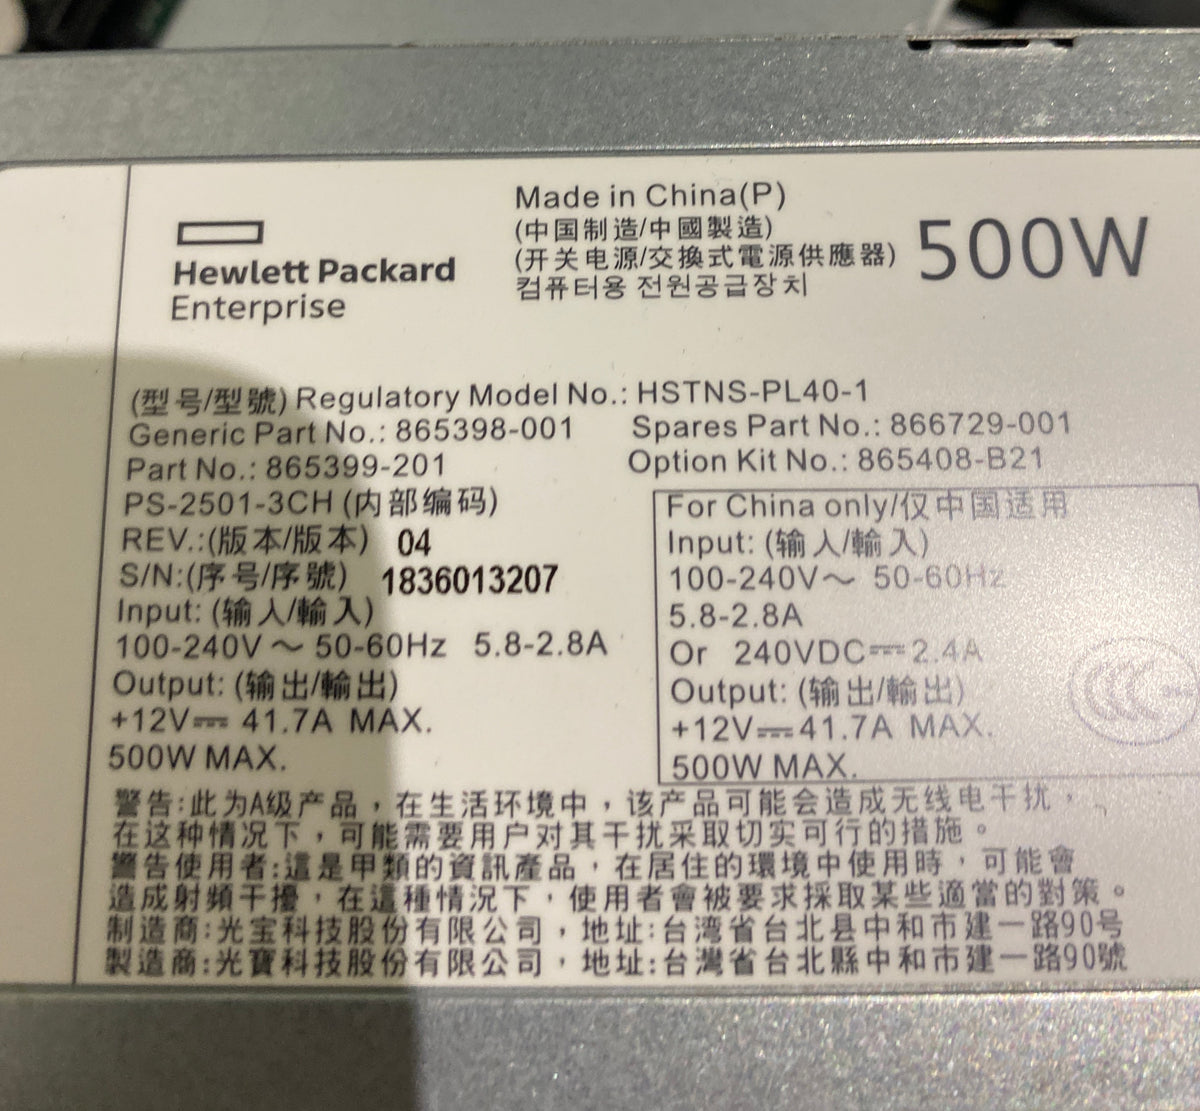 Hewlett Packard
Enterprise
Made in China(P)
(中国制造/中國製造)
(开关电源/交換式電源供應器)
컴퓨터용 전원공급장치
500W
(型号/型號) Regulatory Model No.: HSTNS-PL40-1
Generic Part No.: 865398-001 Spares Part No.: 866729-001
Part No.: 865399-201 Option Kit No.: 865408-B21
PS-2501-3CH (内部编码)
REV.:(版本/版本) 04
S/N:(序号/序號) 1836013207
Input: (输入/輸入)
100-240V～ 50-60Hz 5.8-2.8A
Output: (输出/輸出)
+12V⎓ 41.7A MAX.
500W MAX.
For China only/仅中国适用
Input: (输入/輸入)
100-240V～ 50-60Hz
5.8-2.8A
Or 240VDC⎓2.4A
Output: (输出/輸出)
+12V⎓41.7A MAX.
500W MAX.
CCC
警告:此为A级产品，在生活环境中，该产品可能会造成无线电干扰，
在这种情况下，可能需要用户对其干扰采取切实可行的措施。
警告使用者:這是甲類的資訊產品，在居住的環境中使用時，可能會
造成射頻干擾，在這種情況下，使用者會被要求採取某些適當的對策。
制造商:光宝科技股份有限公司，地址:台湾省台北县中和市建一路90号
製造商:光寶科技股份有限公司，地址:台灣省台北縣中和市建一路90號